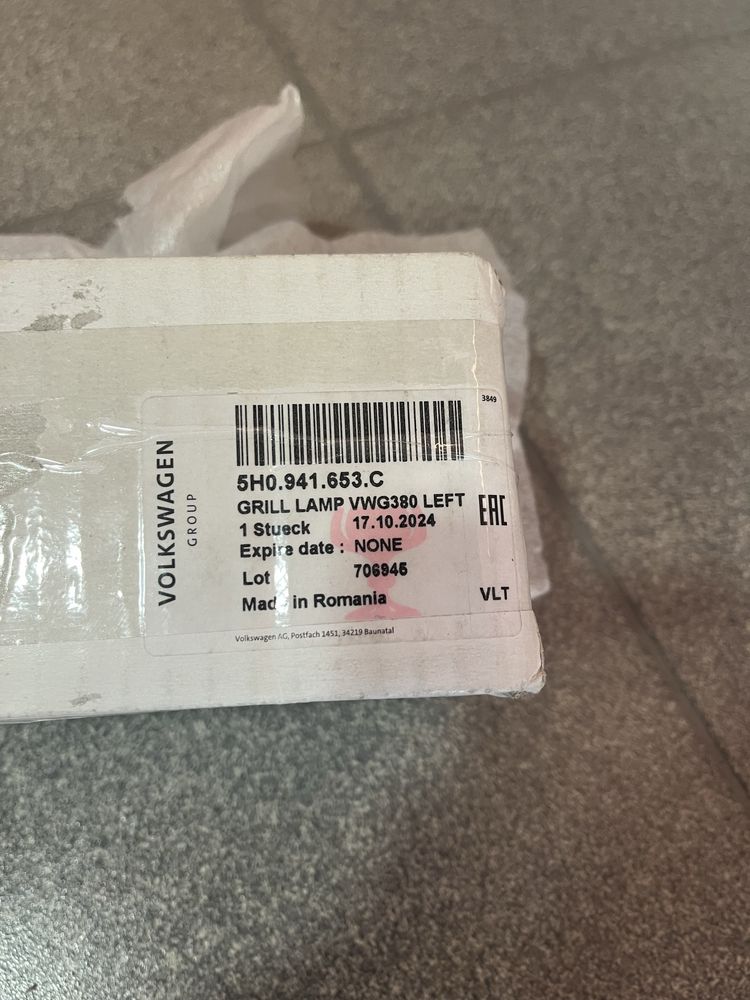 3849
VOLKSWAGEN
GROUP
5H0.941.653.C
GRILL LAMP VWG380 LEFT
1 Stueck 17.10.2024
EAC
Expire date : NONE
Lot 706945
Made in Romania
VLT
Volkswagen AG, Postfach 1451, 34219 Baunatal